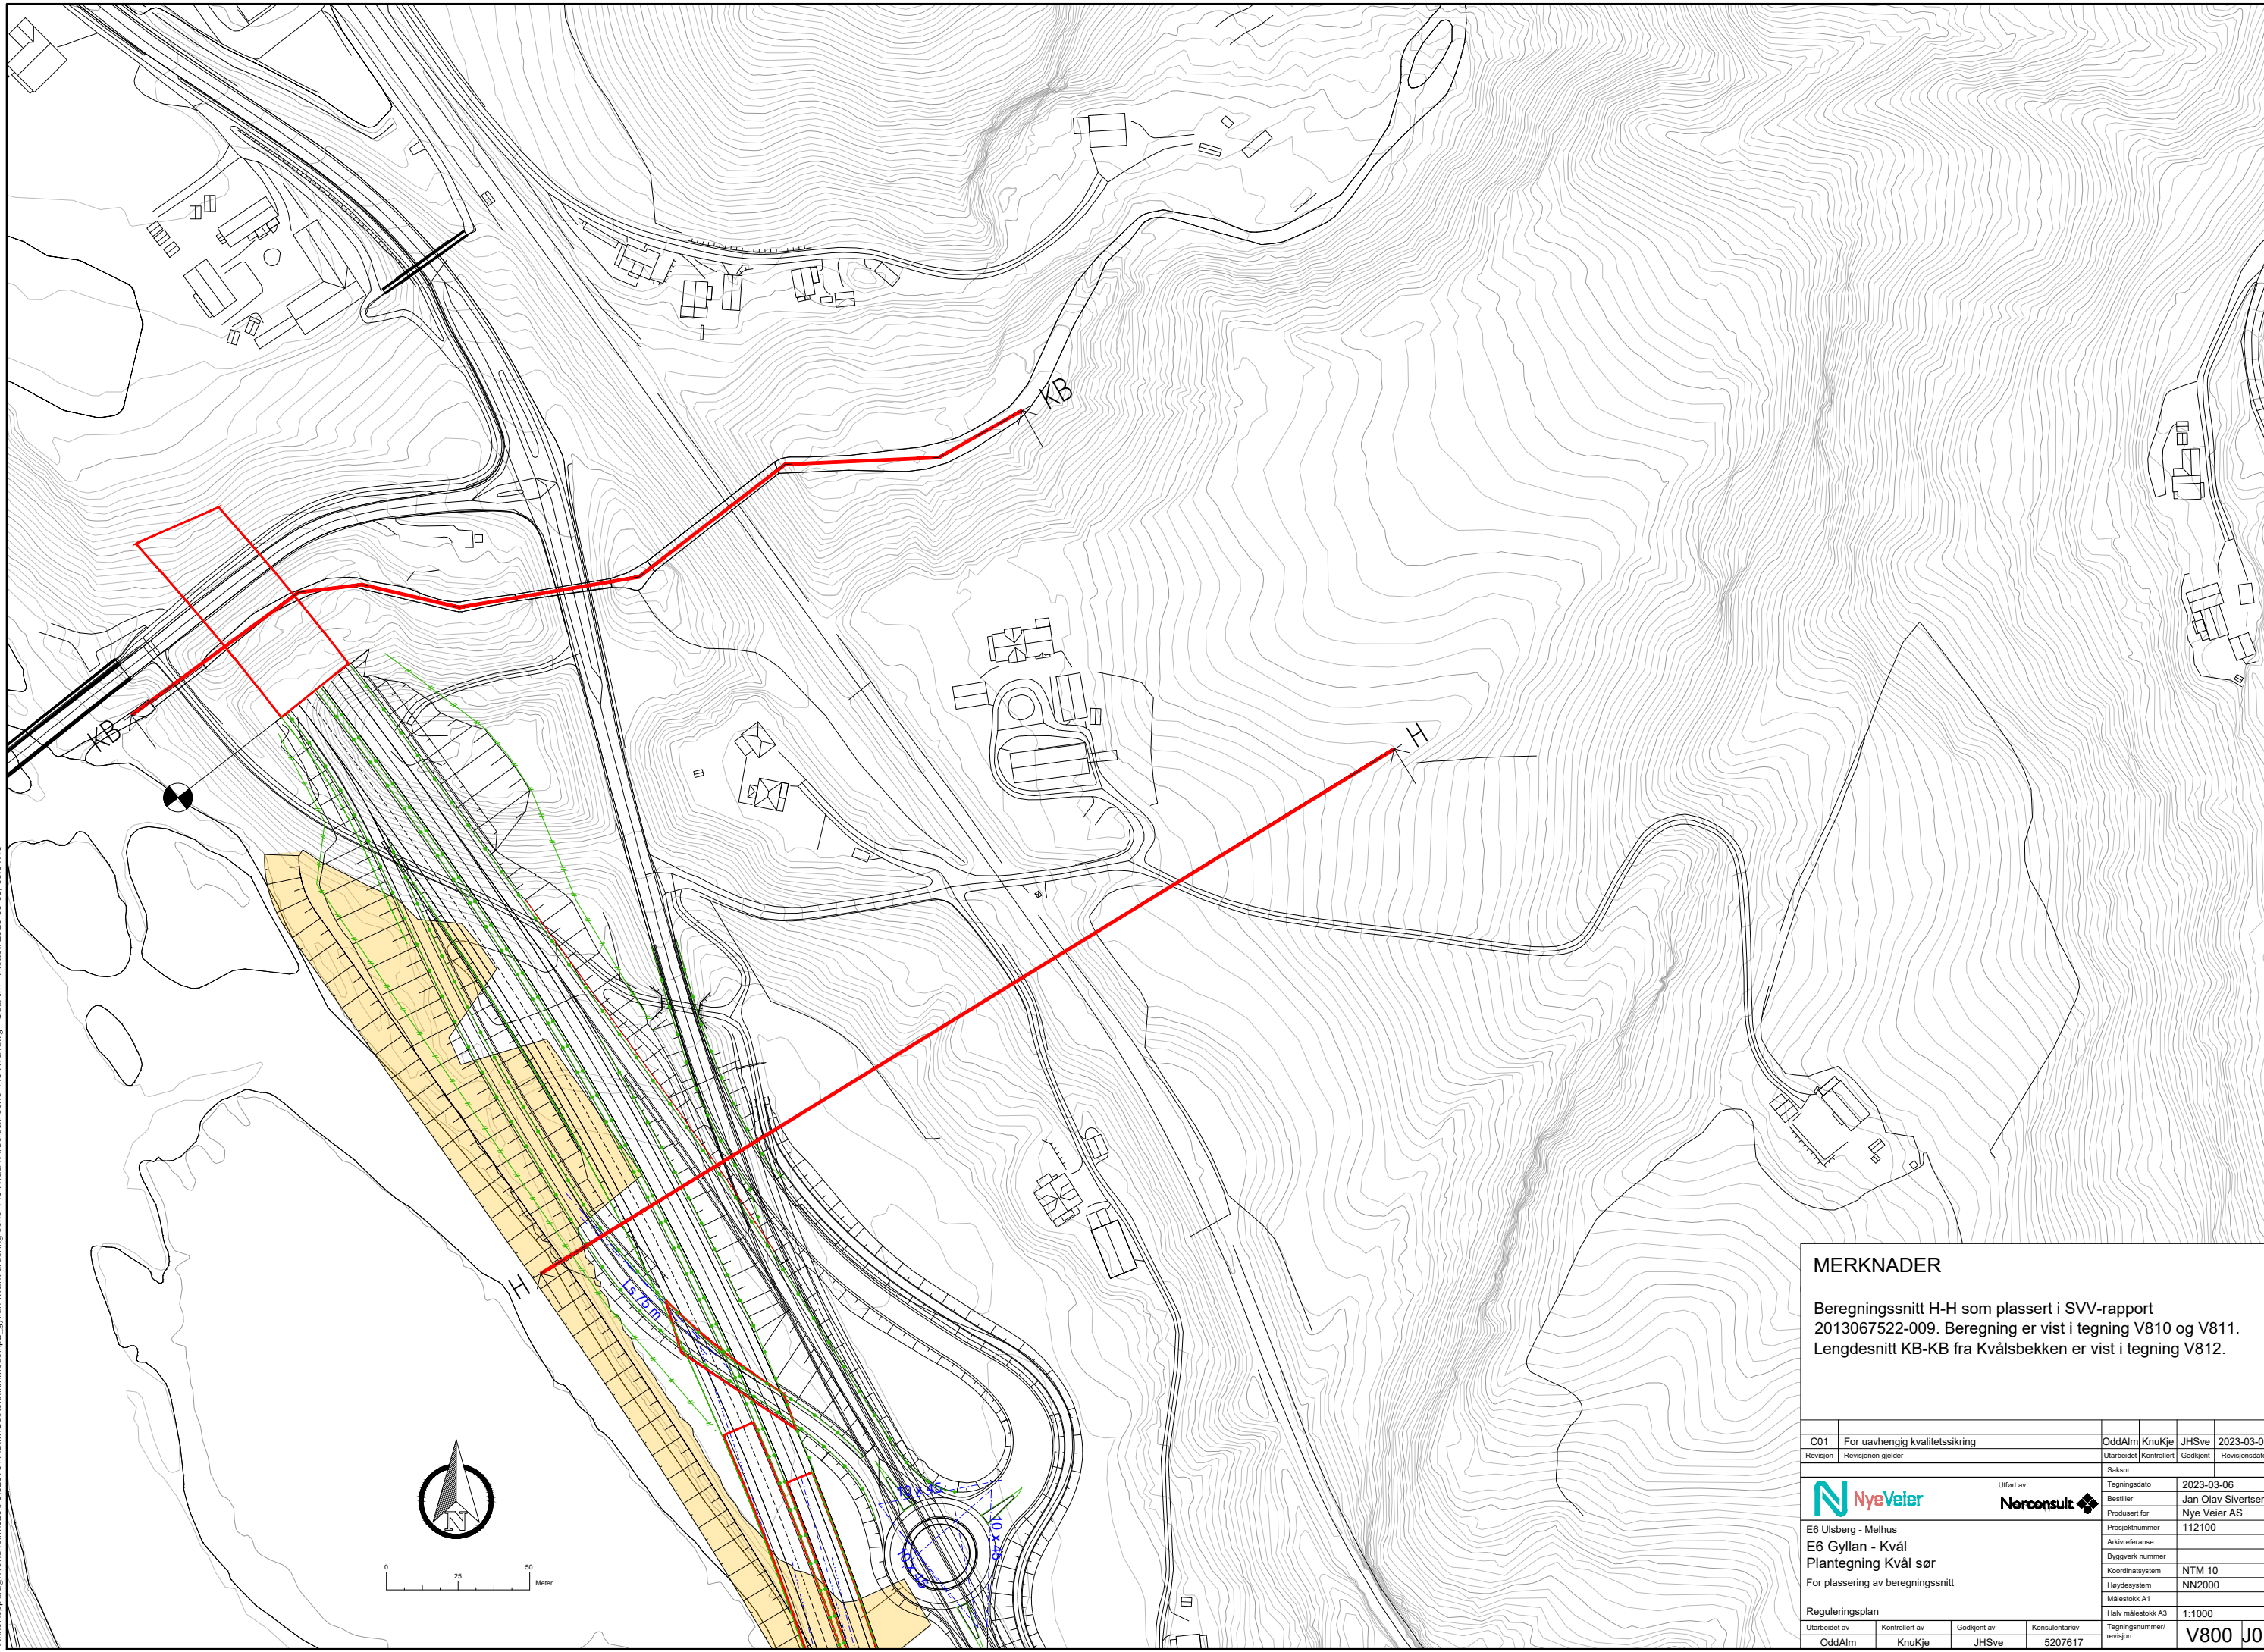 KB
KB
H
H
Ls 75 m
10 x 45
10 x 45
10 x 45
N
0
25
50
Meter
MERKNADER
Beregningssnitt H-H som plassert i SVV-rapport
2013067522-009. Beregning er vist i tegning V810 og V811.
Lengdesnitt KB-KB fra Kvålsbekken er vist i tegning V812.
C01 For uavhengig kvalitetssikring OddAlm KnuKje JHSve
Revisjon Revisjonen gjelder Utarbeidet Kontrollert Godkjent
Saksnr.
NyeVeier
Utført av:
Norconsult
Tegningsdato 2023-03-06
Bestiller Jan Olav Sivertsen
Produsert for Nye Veier AS
Prosjektnummer 112100
Arkivreferanse
Byggverk nummer
Koordinatsystem NTM 10
Høydesystem NN2000
Målestokk A1
Halv målestokk A3 1:1000
Tegningsnummer/
revisjon
V800
E6 Ulsberg - Melhus
E6 Gyllan - Kvål
Plantegning Kvål sør
For plassering av beregningssnitt
Reguleringsplan
Utarbeidet av Kontrollert av Godkjent av Konsulentarkiv
OddAlm KnuKje JHSve 5207617